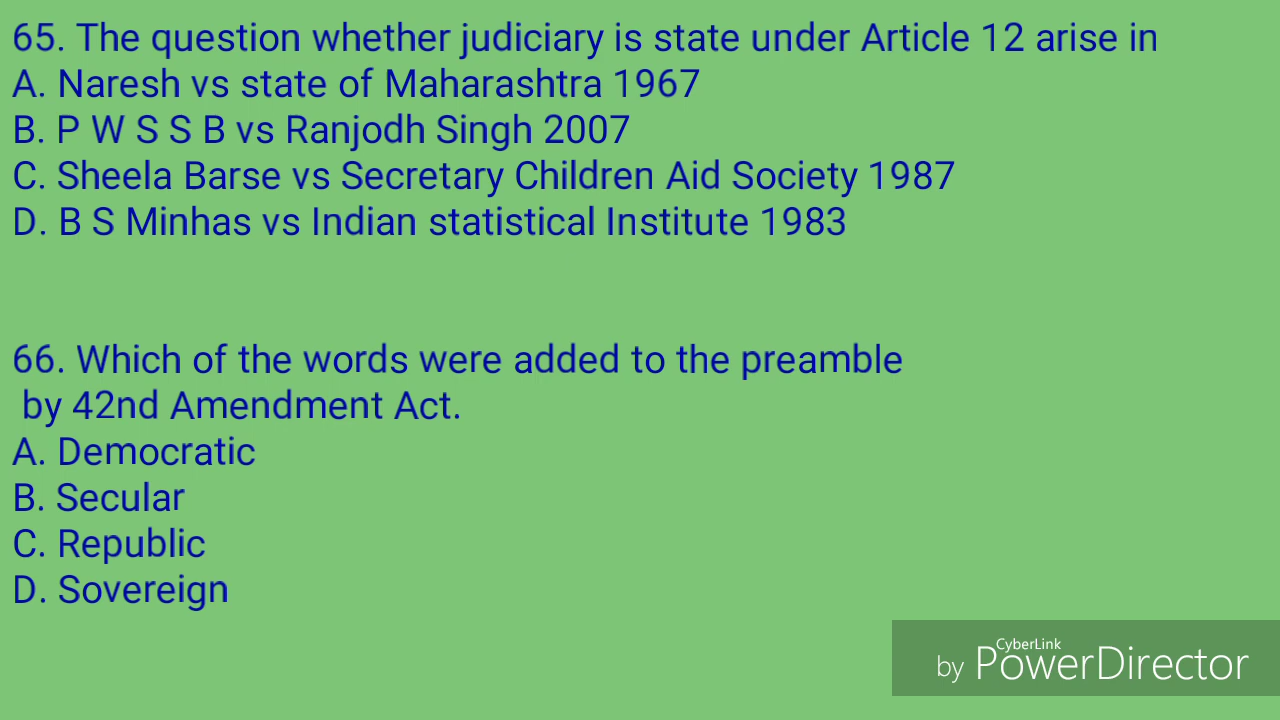 65. The question whether judiciary is state under Article 12 arise in
A. Naresh vs state of Maharashtra 1967
B. P W S S B vs Ranjodh Singh 2007
C. Sheela Barse vs Secretary Children Aid Society 1987
D. B S Minhas vs Indian statistical Institute 1983
66. Which of the words were added to the preamble
by 42nd Amendment Act.
A. Democratic
B. Secular
C. Republic
D. Sovereign
CyberLink
by PowerDirector